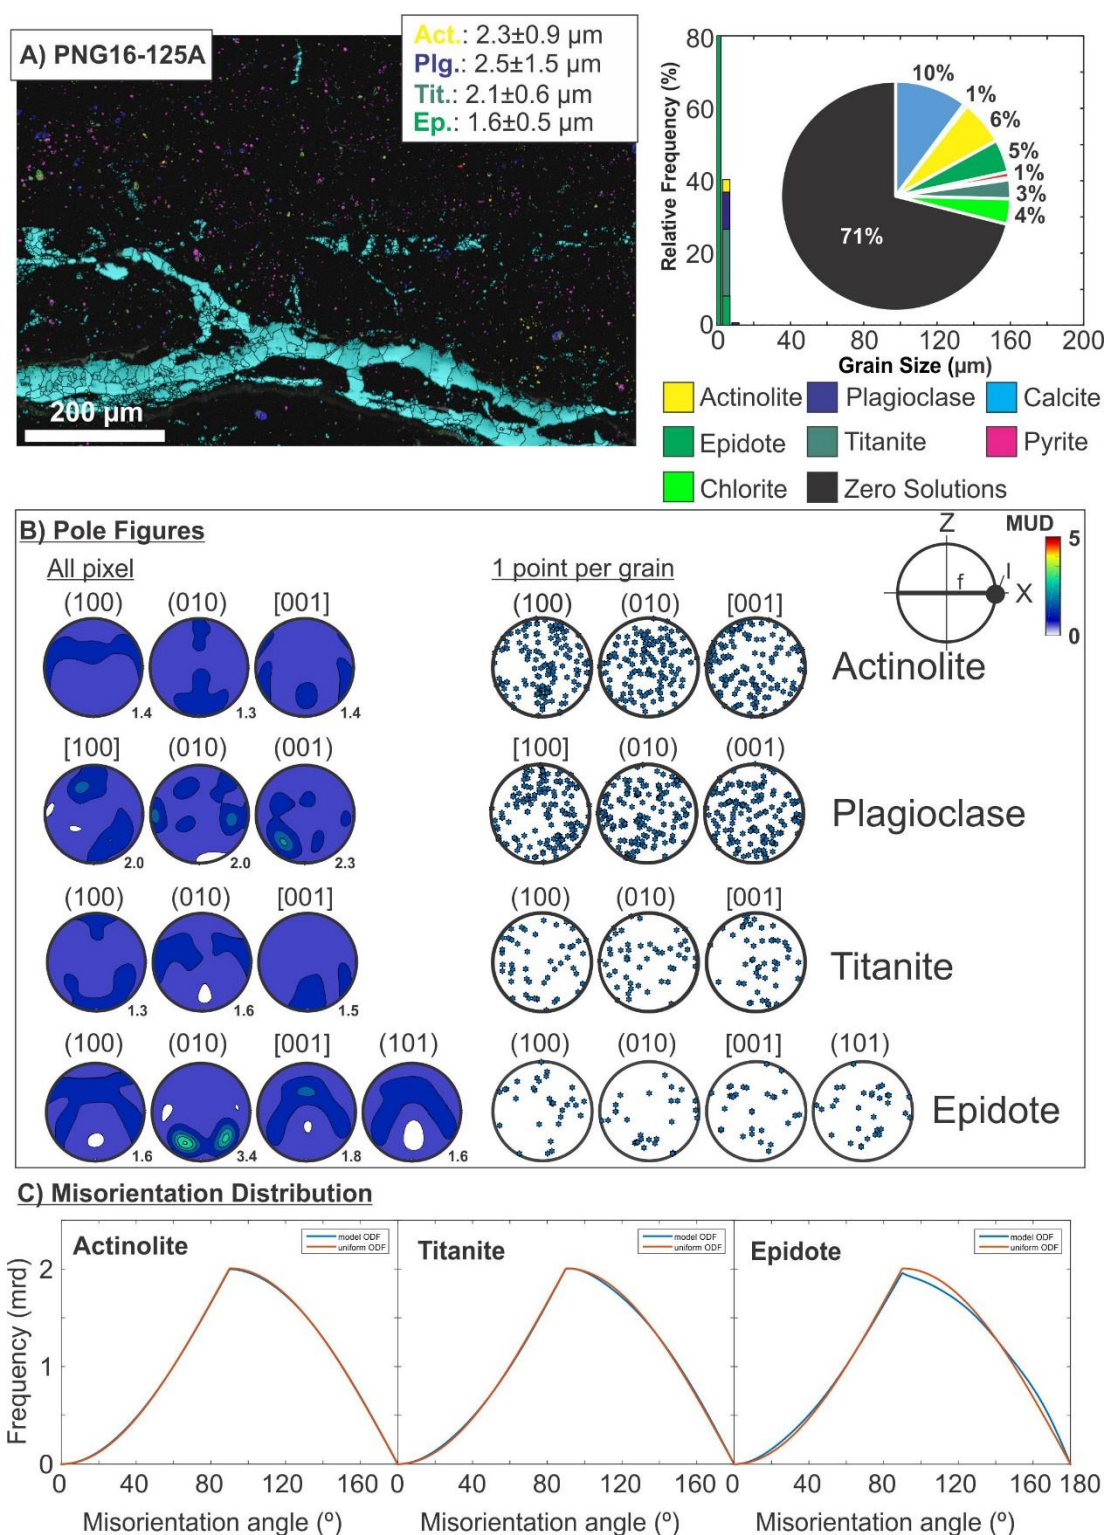 A) PNG16-125A
Act.: 2.3±0.9 µm
Plg.: 2.5±1.5 µm
Tit.: 2.1±0.6 µm
Ep.: 1.6±0.5 µm
200 µm
Relative Frequency (%)
80
60
40
20
0
0 40 80 120 160 200
Grain Size (µm)
10%
1%
6%
5%
1%
3%
4%
71%
Actinolite Plagioclase Calcite
Epidote Titanite Pyrite
Chlorite Zero Solutions
B) Pole Figures
Z
f
l
X
MUD
5
0
All pixel
1 point per grain
(100) (010) [001] (100) (010) [001]
1.4 1.3 1.4
Actinolite
[100] (010) (001) [100] (010) (001)
2.0 2.0 2.3
Plagioclase
(100) (010) [001] (100) (010) [001]
1.3 1.6 1.5
Titanite
(100) (010) [001] (101) (100) (010) [001] (101)
1.6 3.4 1.8 1.6
Epidote
C) Misorientation Distribution
Frequency (mrd)
2
1
0
Actinolite
model ODF
uniform ODF
Titanite
model ODF
uniform ODF
Epidote
model ODF
uniform ODF
0 40 80 120 160 0 40 80 120 160 0 40 80 120 160 180
Misorientation angle (º) Misorientation angle (º) Misorientation angle (º)